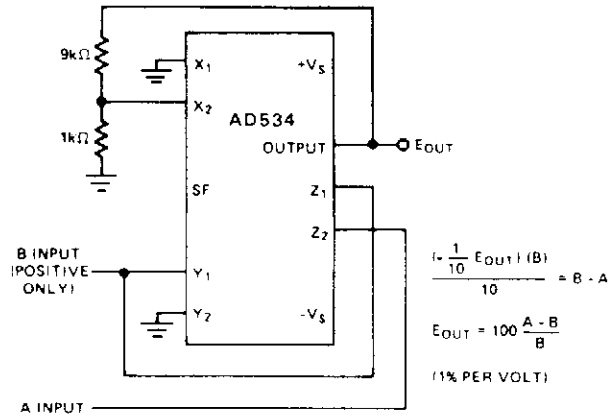 9kΩ
1kΩ
X1
X2
SF
Y1
Y2
AD534
+VS
OUTPUT
Z1
Z2
-VS
EOUT
B INPUT
(POSITIVE
ONLY)
A INPUT
(- 1/10 EOUT) (B) / 10 = B - A
EOUT = 100 A - B / B
(1% PER VOLT)